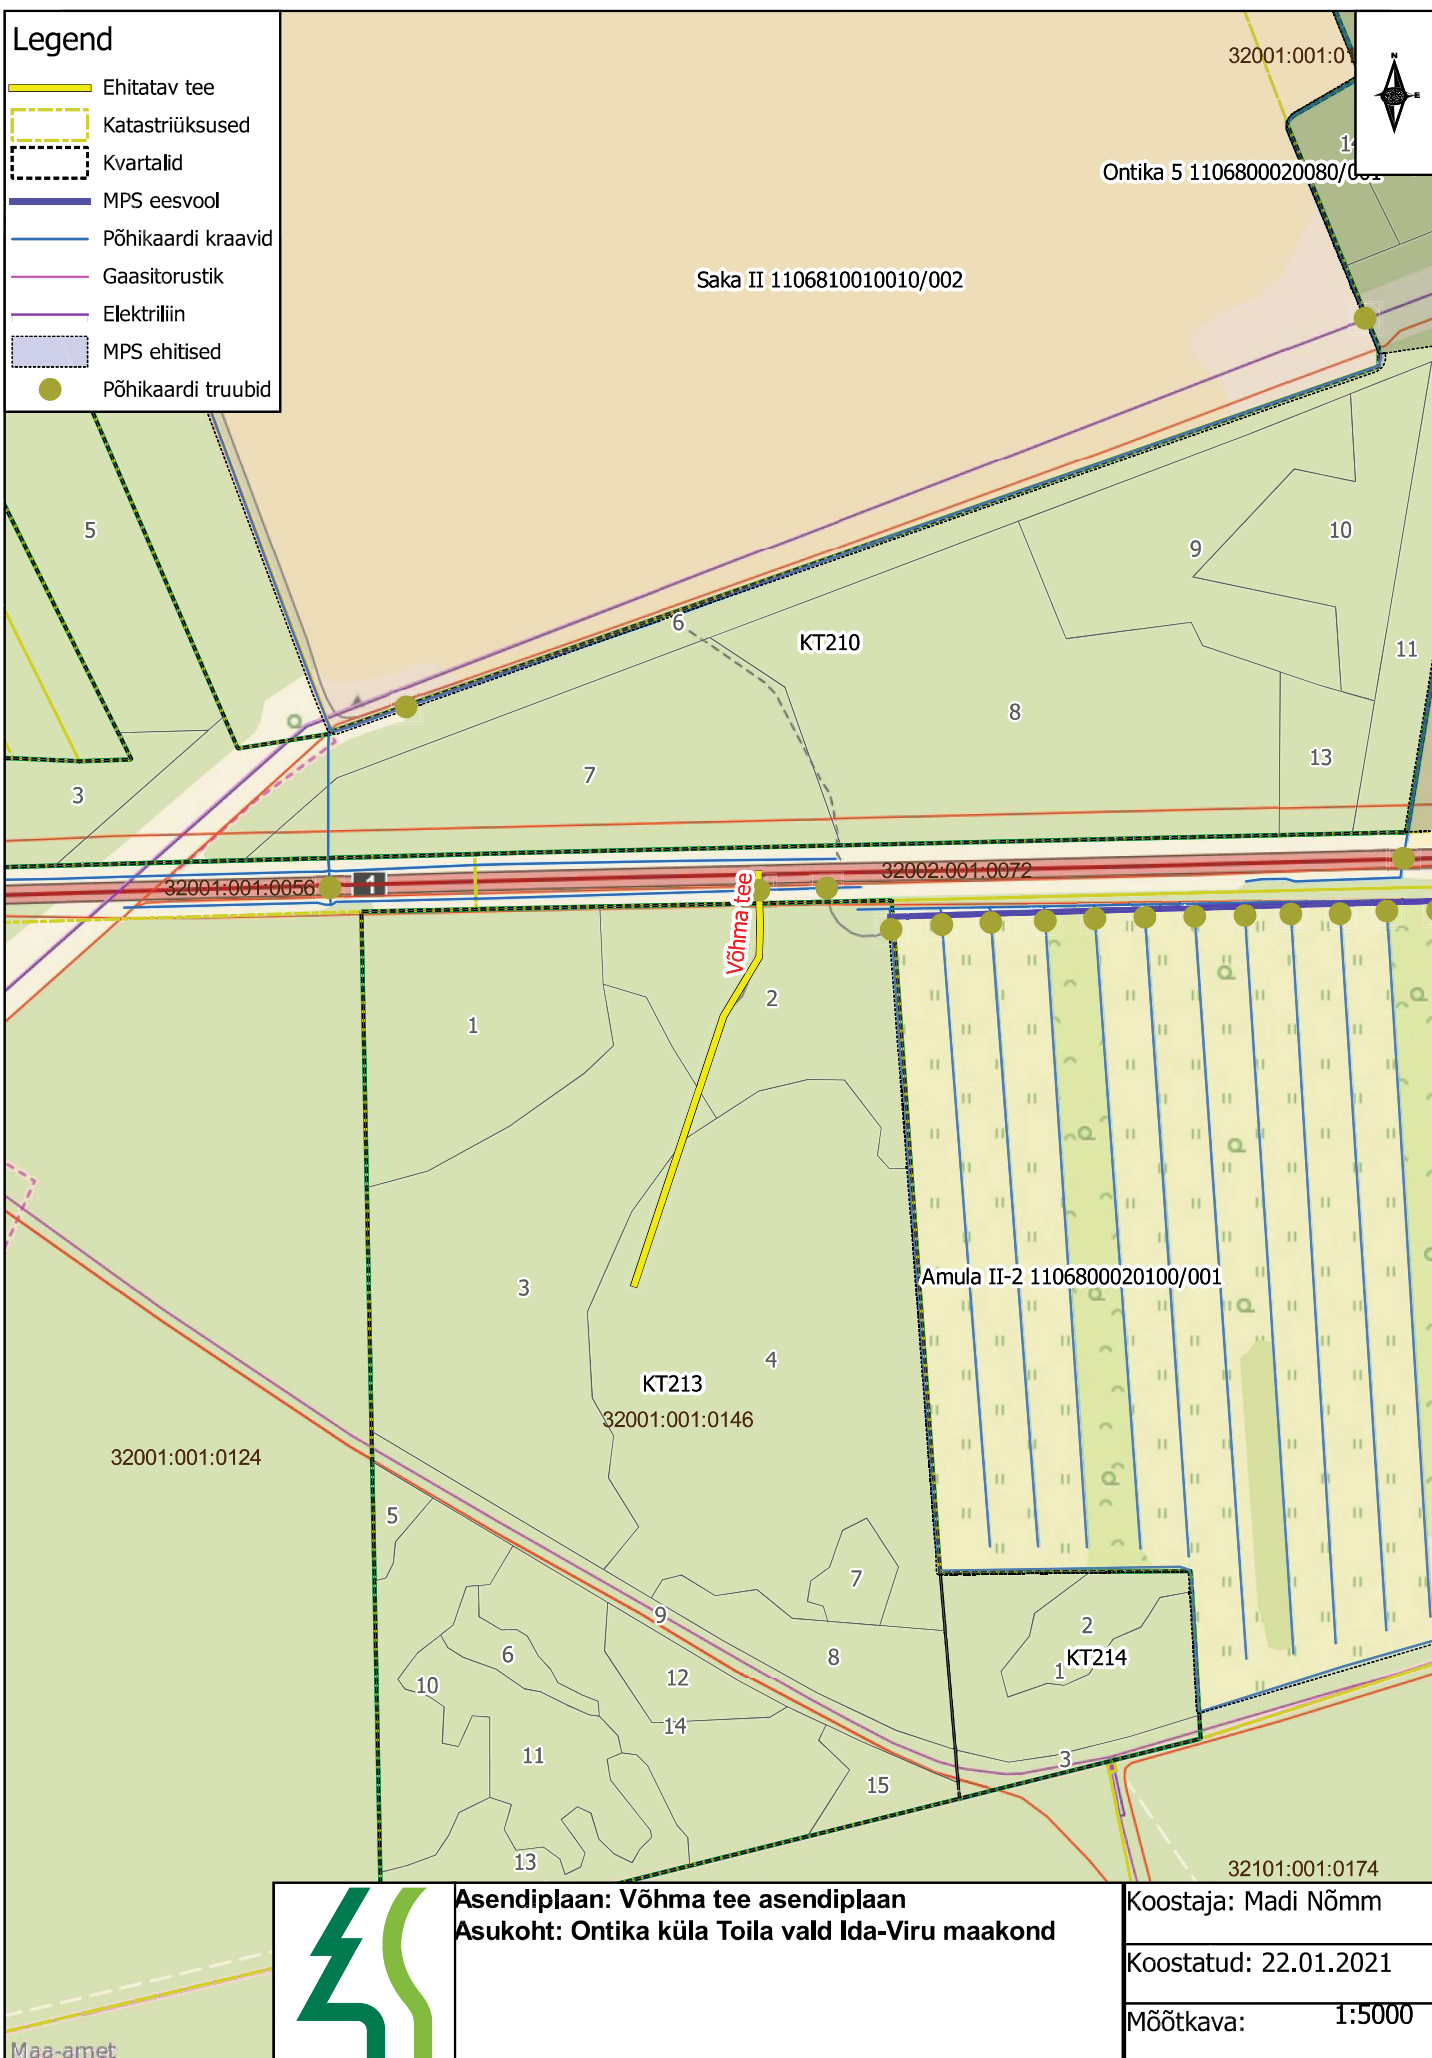 Legend
Ehitatav tee
Katastriüksused
Kvartalid
MPS eesvool
Põhikaardi kraavid
Gaasitorustik
Elektriliin
MPS ehitised
Põhikaardi truubid
N
E
32001:001:01
14
Ontika 5 1106800020080/001
Saka II 1106810010010/002
5
9
10
6
KT210
11
8
13
7
3
32001:001:0056
1
32002:001:0072
Võhma tee
2
1
3
Amula II-2 1106800020100/001
4
KT213
32001:001:0146
32001:001:0124
5
7
9
2
6
8
KT214
12
1
10
14
11
3
15
13
32101:001:0174
Asendiplaan: Võhma tee asendiplaan
Asukoht: Ontika küla Toila vald Ida-Viru maakond
Koostaja: Madi Nõmm
Koostatud: 22.01.2021
Mõõtkava: 1:5000
Maa-amet